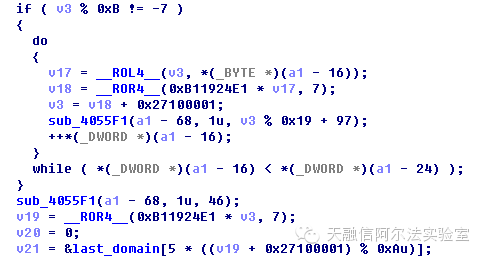 if ( v3 % 0xB != -7 )
{
do
{
v17 = __ROL4__(v3, *(_BYTE *)(a1 - 16));
v18 = __ROR4__(0xB11924E1 * v17, 7);
v3 = v18 + 0x27100001;
sub_4055F1(a1 - 68, 1u, v3 % 0x19 + 97);
++*(_DWORD *)(a1 - 16);
}
while ( *(_DWORD *)(a1 - 16) < *(_DWORD *)(a1 - 24) );
}
sub_4055F1(a1 - 68, 1u, 46);
v19 = __ROR4__(0xB11924E1 * v3, 7);
v20 = 0;
v21 = &last_domain[5 * ((v19 + 0x27100001) % 0xAu)];
天融信阿尔法实验室